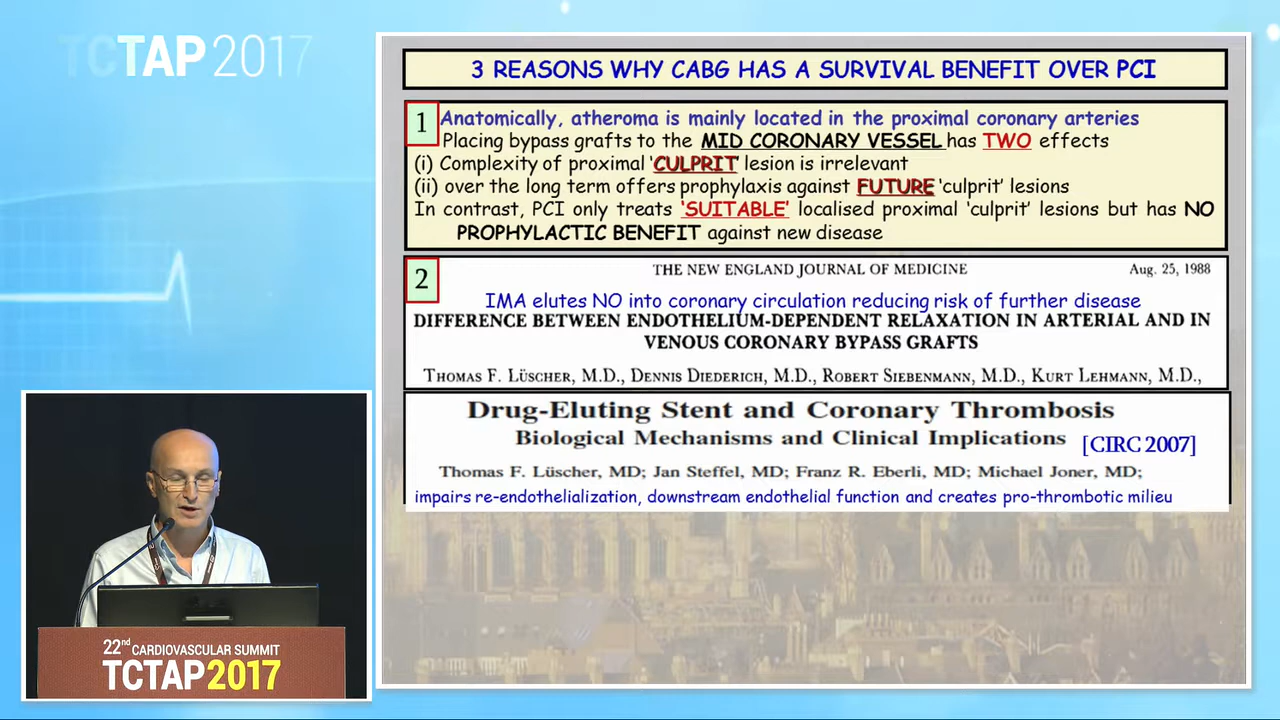 TCTAP 2017
3 REASONS WHY CABG HAS A SURVIVAL BENEFIT OVER PCI
1
Anatomically, atheroma is mainly located in the proximal coronary arteries
Placing bypass grafts to the MID CORONARY VESSEL has TWO effects
(i) Complexity of proximal 'CULPRIT' lesion is irrelevant
(ii) over the long term offers prophylaxis against FUTURE 'culprit' lesions
In contrast, PCI only treats 'SUITABLE' localised proximal 'culprit' lesions but has NO
PROPHYLACTIC BENEFIT against new disease
2
THE NEW ENGLAND JOURNAL OF MEDICINE Aug. 25, 1988
IMA elutes NO into coronary circulation reducing risk of further disease
DIFFERENCE BETWEEN ENDOTHELIUM-DEPENDENT RELAXATION IN ARTERIAL AND IN
VENOUS CORONARY BYPASS GRAFTS
THOMAS F. LÜSCHER, M.D., DENNIS DIEDERICH, M.D., ROBERT SIEBENMANN, M.D., KURT LEHMANN, M.D.,
Drug-Eluting Stent and Coronary Thrombosis
Biological Mechanisms and Clinical Implications [CIRC 2007]
Thomas F. Lüscher, MD; Jan Steffel, MD; Franz R. Eberli, MD; Michael Joner, MD;
impairs re-endothelialization, downstream endothelial function and creates pro-thrombotic milieu
22nd CARDIOVASCULAR SUMMIT
TCTAP2017